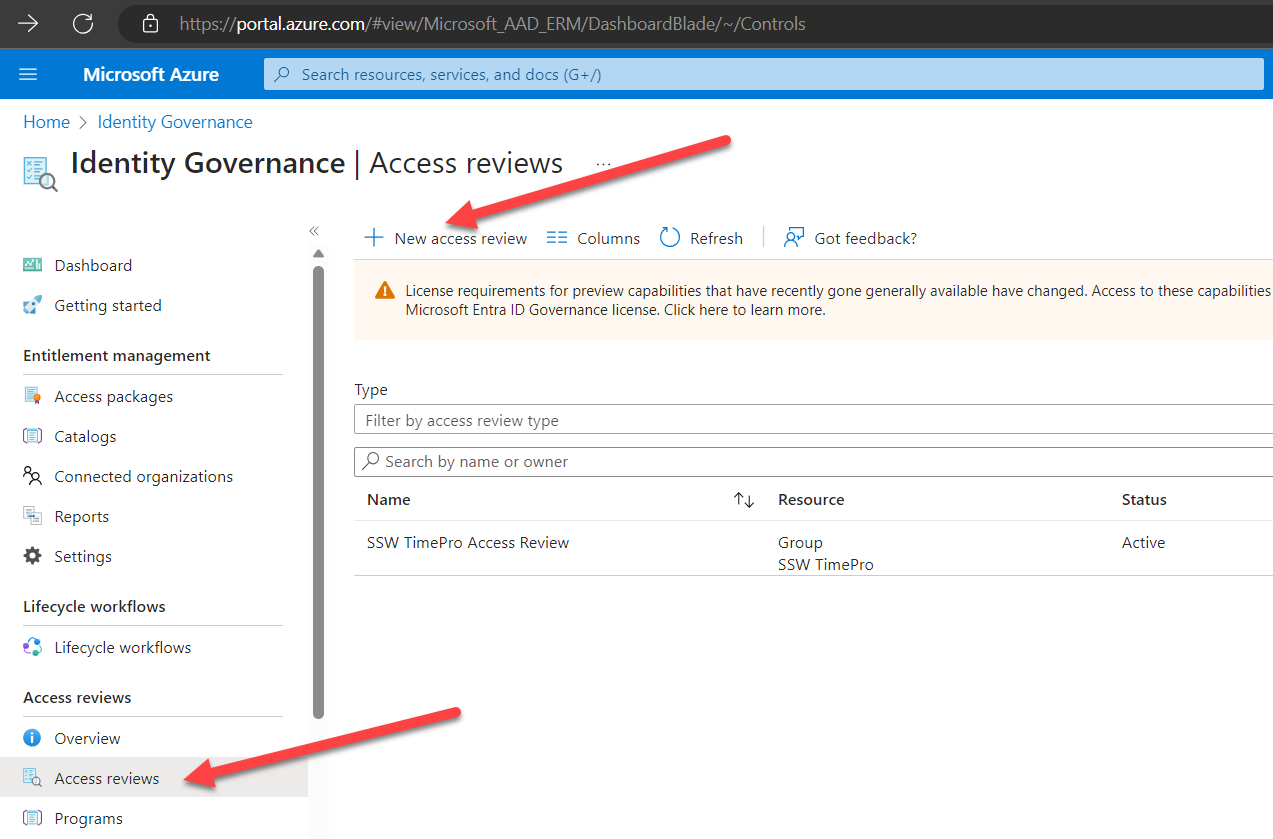 https://portal.azure.com/#view/Microsoft_AAD_ERM/DashboardBlade/~/Controls
Microsoft Azure
Search resources, services, and docs (G+/)
Home > Identity Governance
Identity Governance | Access reviews ...
«
New access review
Columns
Refresh
Got feedback?
License requirements for preview capabilities that have recently gone generally available have changed. Access to these capabilities
Microsoft Entra ID Governance license. Click here to learn more.
Dashboard
Getting started
Entitlement management
Access packages
Catalogs
Connected organizations
Reports
Settings
Lifecycle workflows
Lifecycle workflows
Access reviews
Overview
Access reviews
Programs
Type
Filter by access review type
Search by name or owner
Name Resource Status
SSW TimePro Access Review Group Active
SSW TimePro